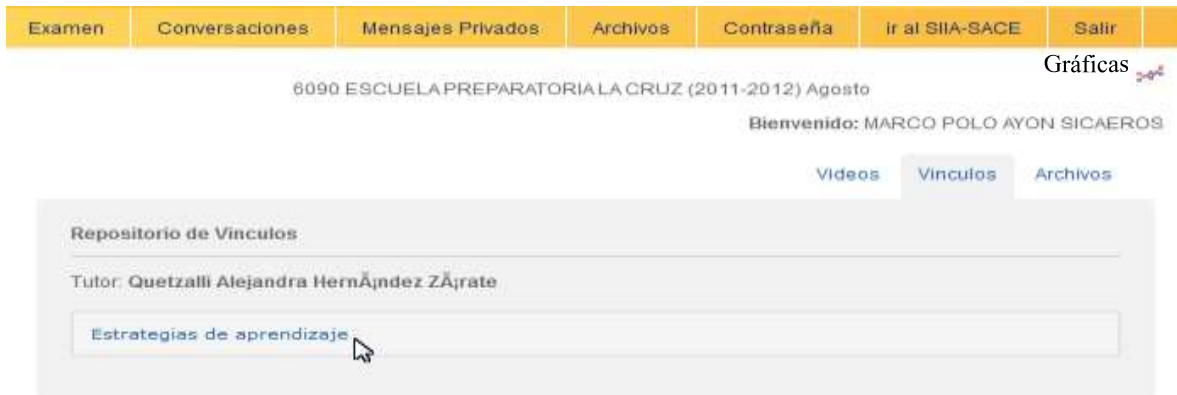 Examen Conversaciones Mensajes Privados Archivos Contraseña ir al SIIA-SACE Salir
Gráficas
6090 ESCUELA PREPARATORIA LA CRUZ (2011-2012) Agosto
Bienvenido: MARCO POLO AYON SICAEROS
Videos Vinculos Archivos
Repositorio de Vinculos
Tutor: Quetzalli Alejandra HernÃ¡ndez ZÃ¡rate
Estrategias de aprendizaje